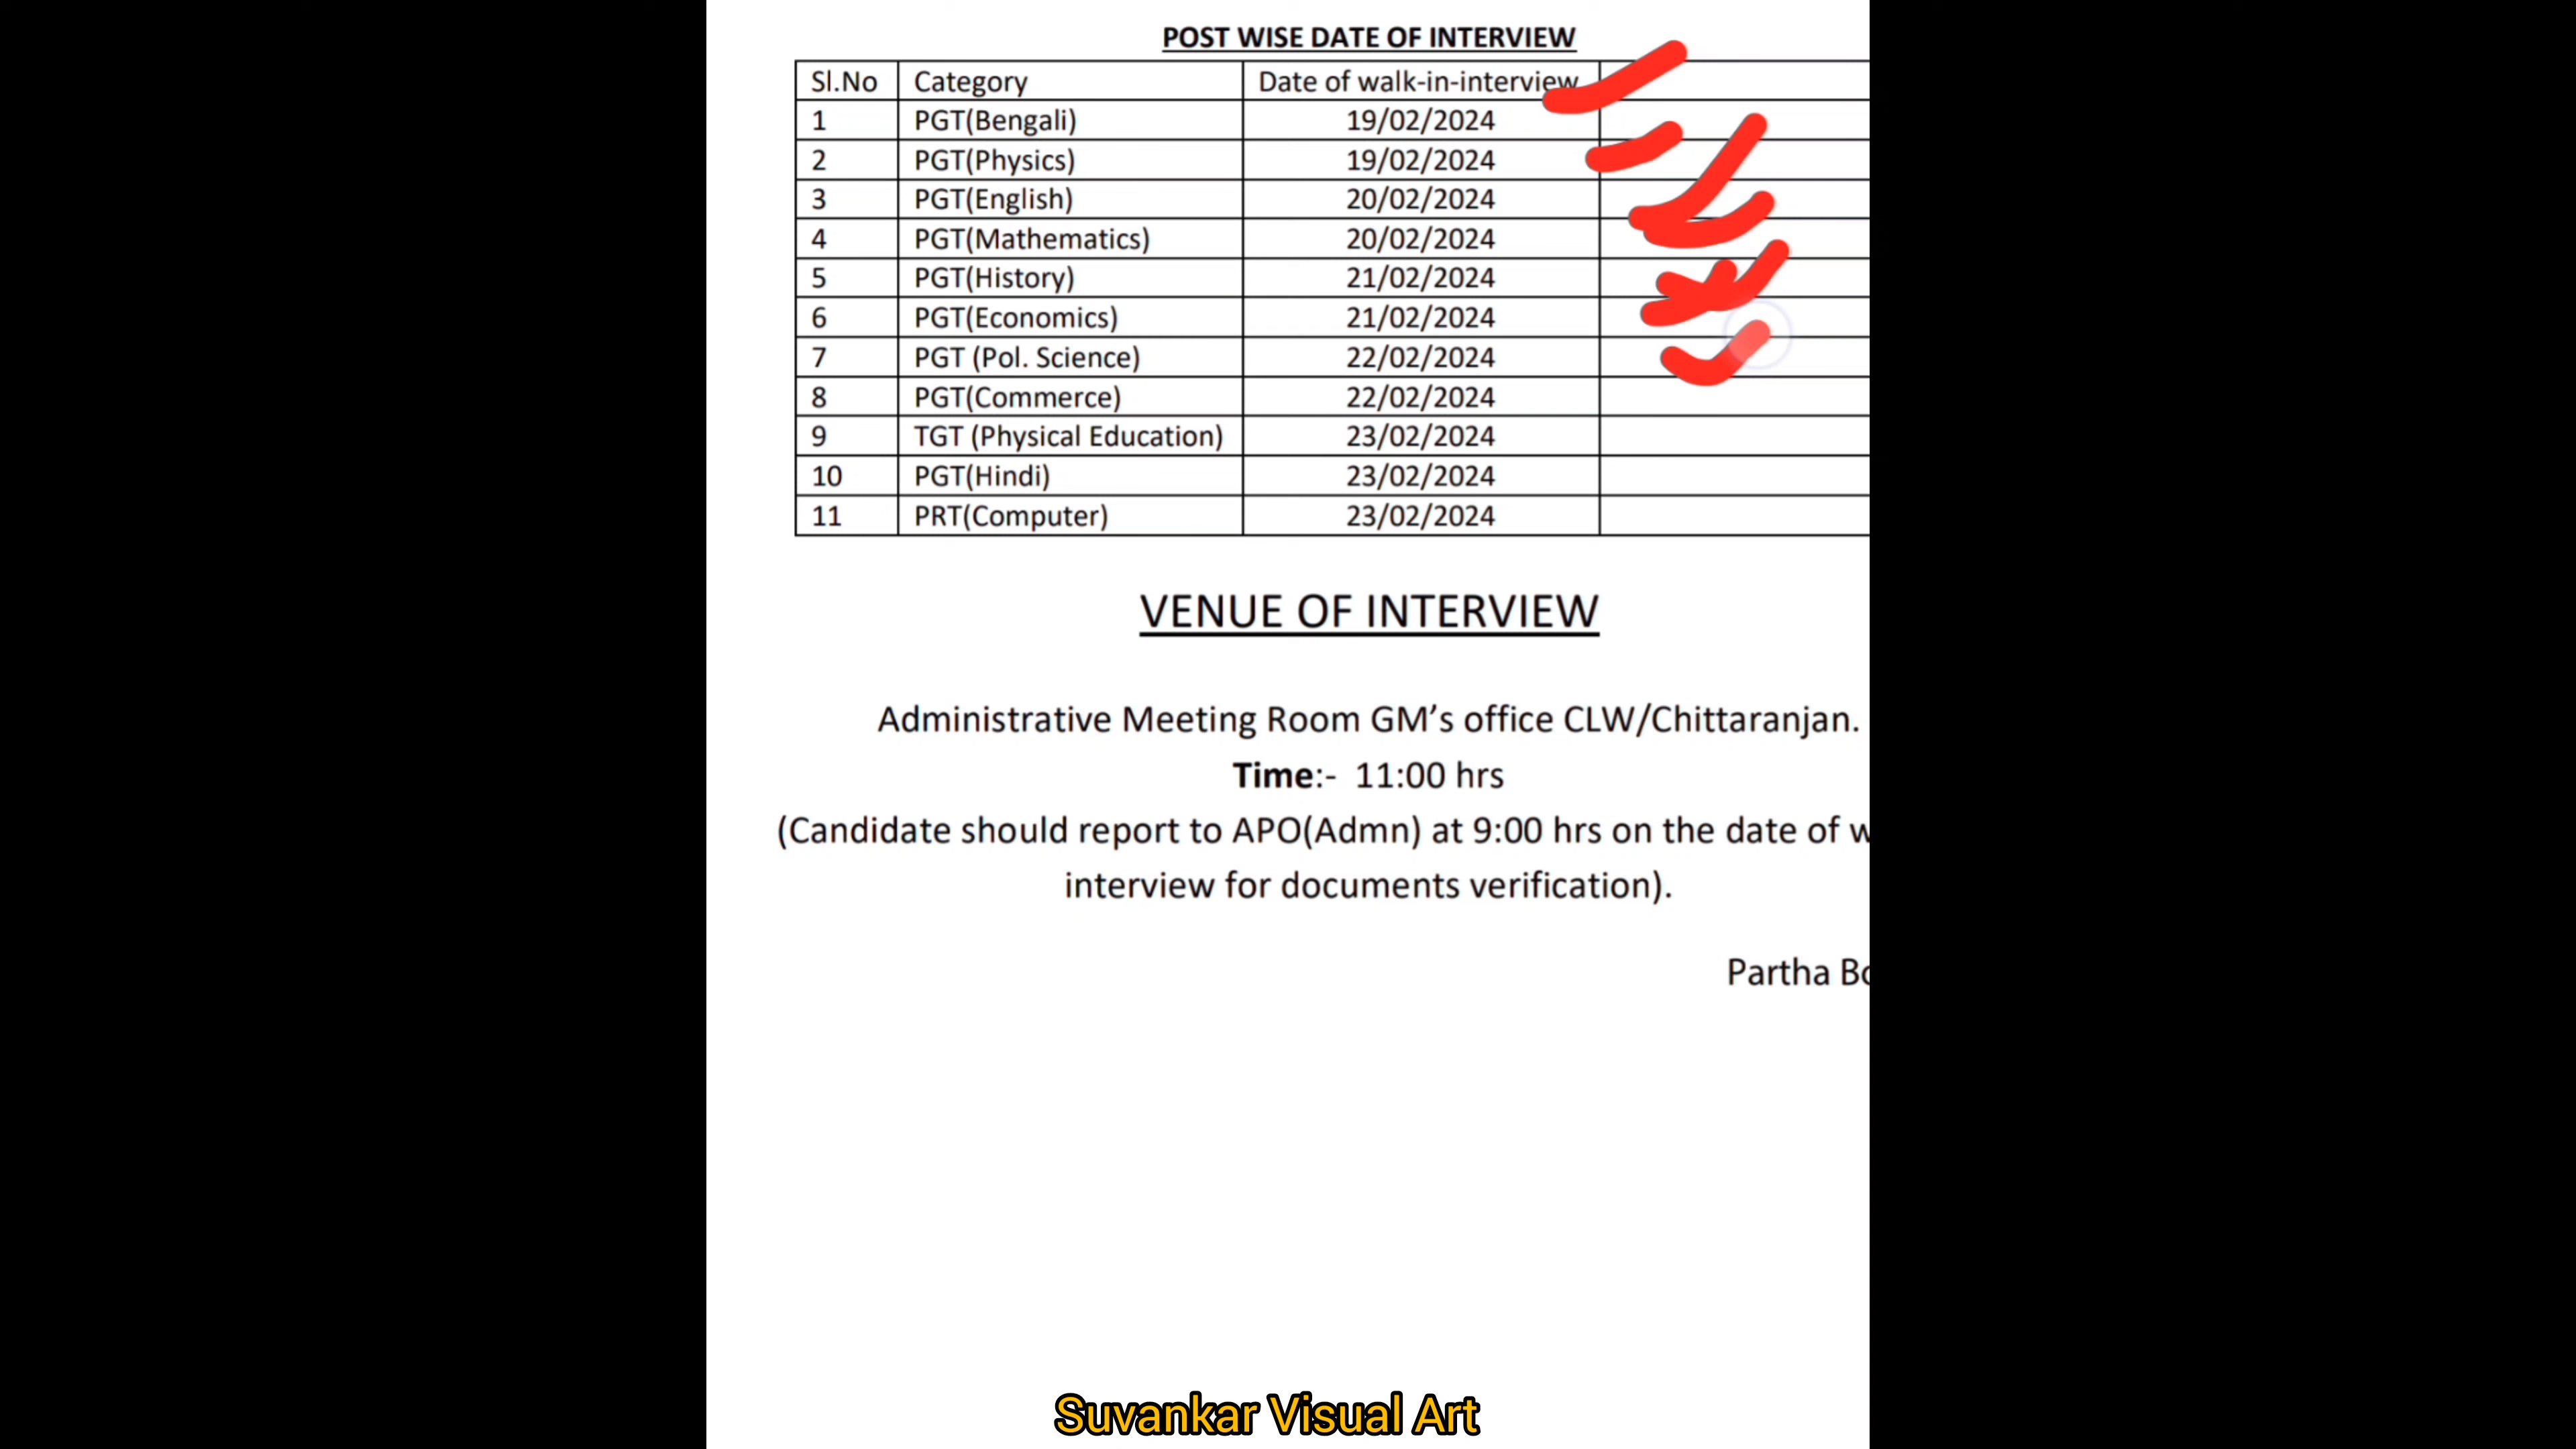 POST WISE DATE OF INTERVIEW
Sl.No Category Date of walk-in-interview
1 PGT(Bengali) 19/02/2024
2 PGT(Physics) 19/02/2024
3 PGT(English) 20/02/2024
4 PGT(Mathematics) 20/02/2024
5 PGT(History) 21/02/2024
6 PGT(Economics) 21/02/2024
7 PGT (Pol. Science) 22/02/2024
8 PGT(Commerce) 22/02/2024
9 TGT (Physical Education) 23/02/2024
10 PGT(Hindi) 23/02/2024
11 PRT(Computer) 23/02/2024
VENUE OF INTERVIEW
Administrative Meeting Room GM’s office CLW/Chittaranjan.
Time:- 11:00 hrs
(Candidate should report to APO(Admn) at 9:00 hrs on the date of
interview for documents verification).
Partha
Suvankar Visual Art